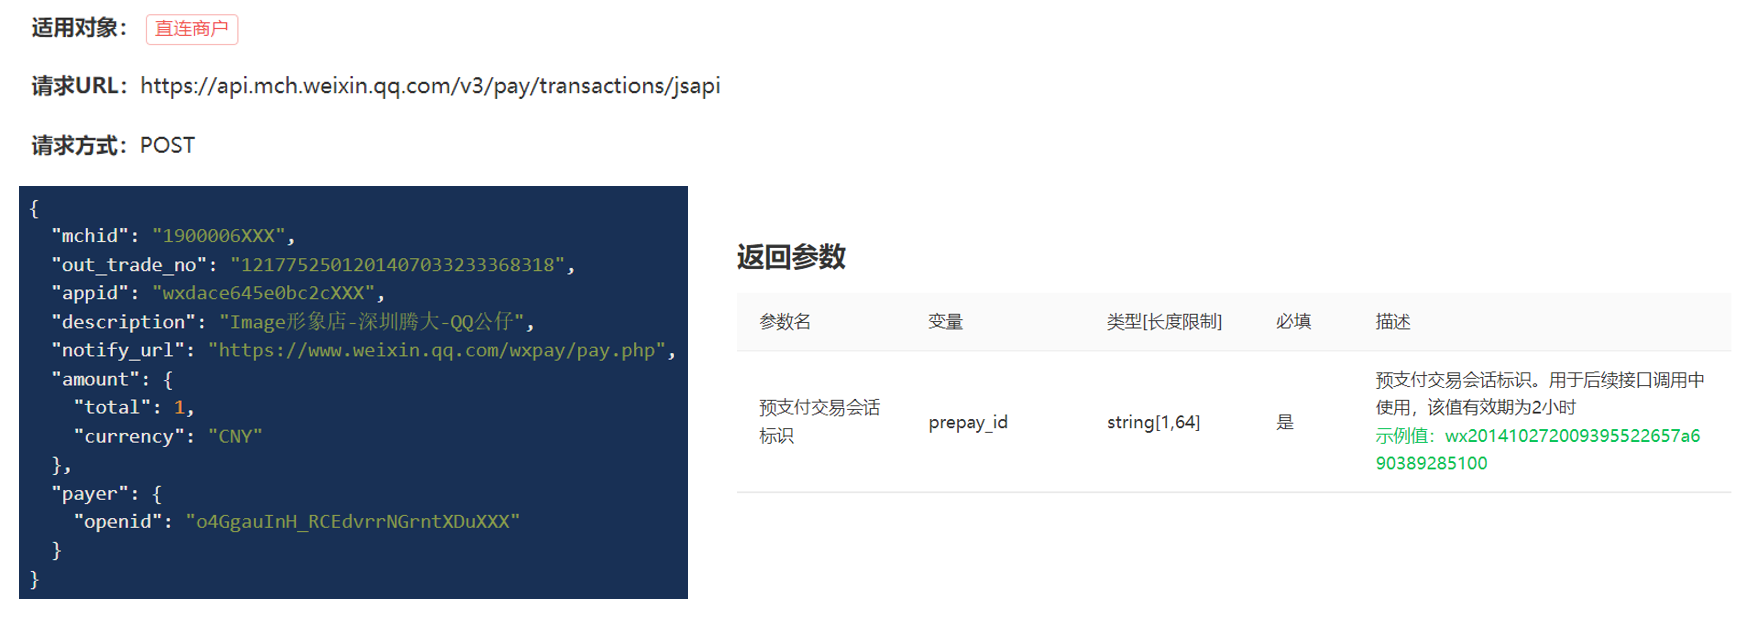 适用对象： 直连商户
请求URL：https://api.mch.weixin.qq.com/v3/pay/transactions/jsapi
请求方式：POST
{
"mchid": "1900006XXX",
"out_trade_no": "1217752501201407033233368318",
"appid": "wxdace645e0bc2cXXX",
"description": "Image形象店-深圳腾大-QQ公仔",
"notify_url": "https://www.weixin.qq.com/wxpay/pay.php",
"amount": {
"total": 1,
"currency": "CNY"
},
"payer": {
"openid": "o4GgauInH_RCEdvrrNGrntXDuXXX"
}
}
返回参数
参数名 变量 类型[长度限制] 必填 描述
预支付交易会话
标识
prepay_id
string[1,64]
是
预支付交易会话标识。用于后续接口调用中
使用，该值有效期为2小时
示例值：wx201410272009395522657a6
90389285100